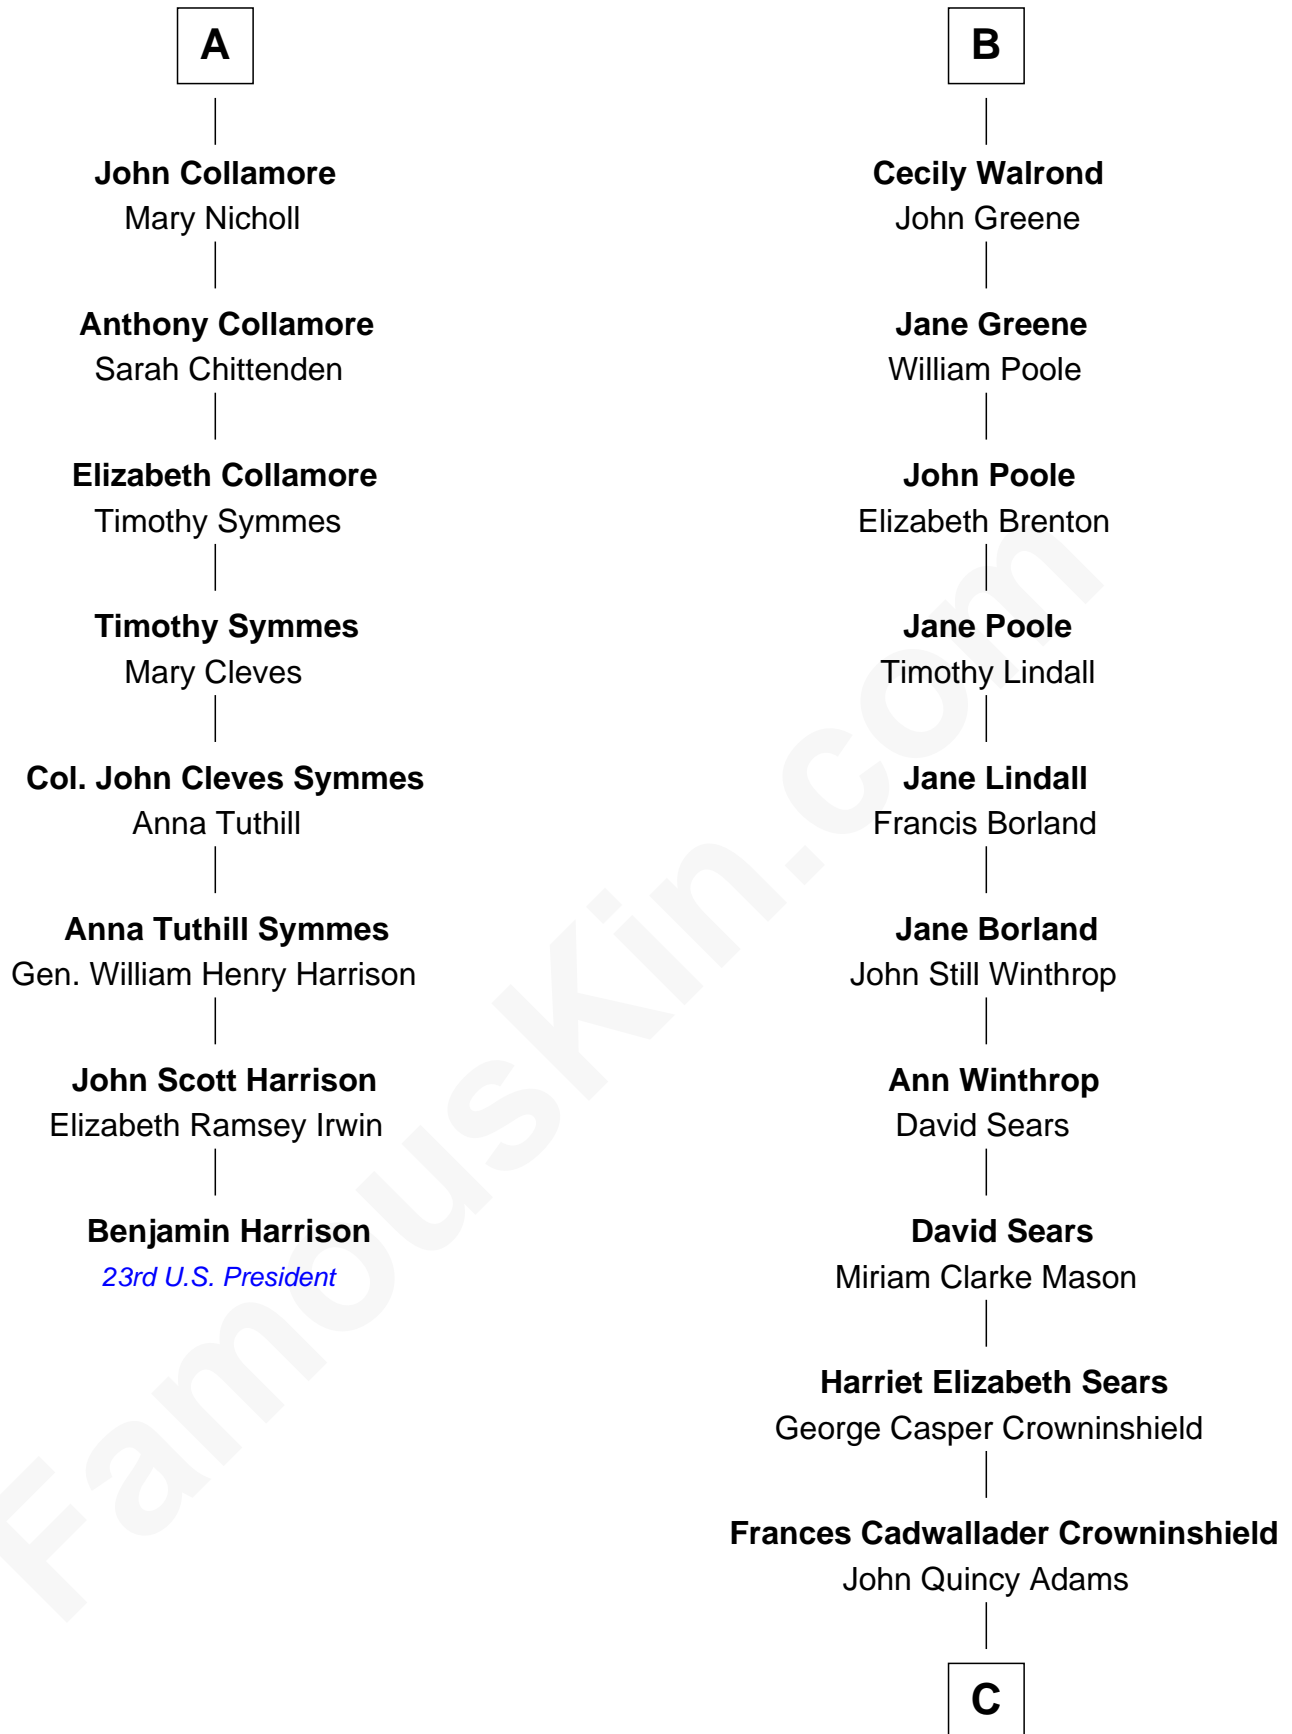 A
John Collamore
Mary Nicholl
Anthony Collamore
Sarah Chittenden
Elizabeth Collamore
Timothy Symmes
Timothy Symmes
Mary Cleves
Col. John Cleves Symmes
Anna Tuthill
Anna Tuthill Symmes
Gen. William Henry Harrison
John Scott Harrison
Elizabeth Ramsey Irwin
Benjamin Harrison
23rd U.S. President
B
Cecily Walrond
John Greene
Jane Greene
William Poole
John Poole
Elizabeth Brenton
Jane Poole
Timothy Lindall
Jane Lindall
Francis Borland
Jane Borland
John Still Winthrop
Ann Winthrop
David Sears
David Sears
Miriam Clarke Mason
Harriet Elizabeth Sears
George Casper Crowninshield
Frances Cadwallader Crowninshield
John Quincy Adams
C
FamousKin.com